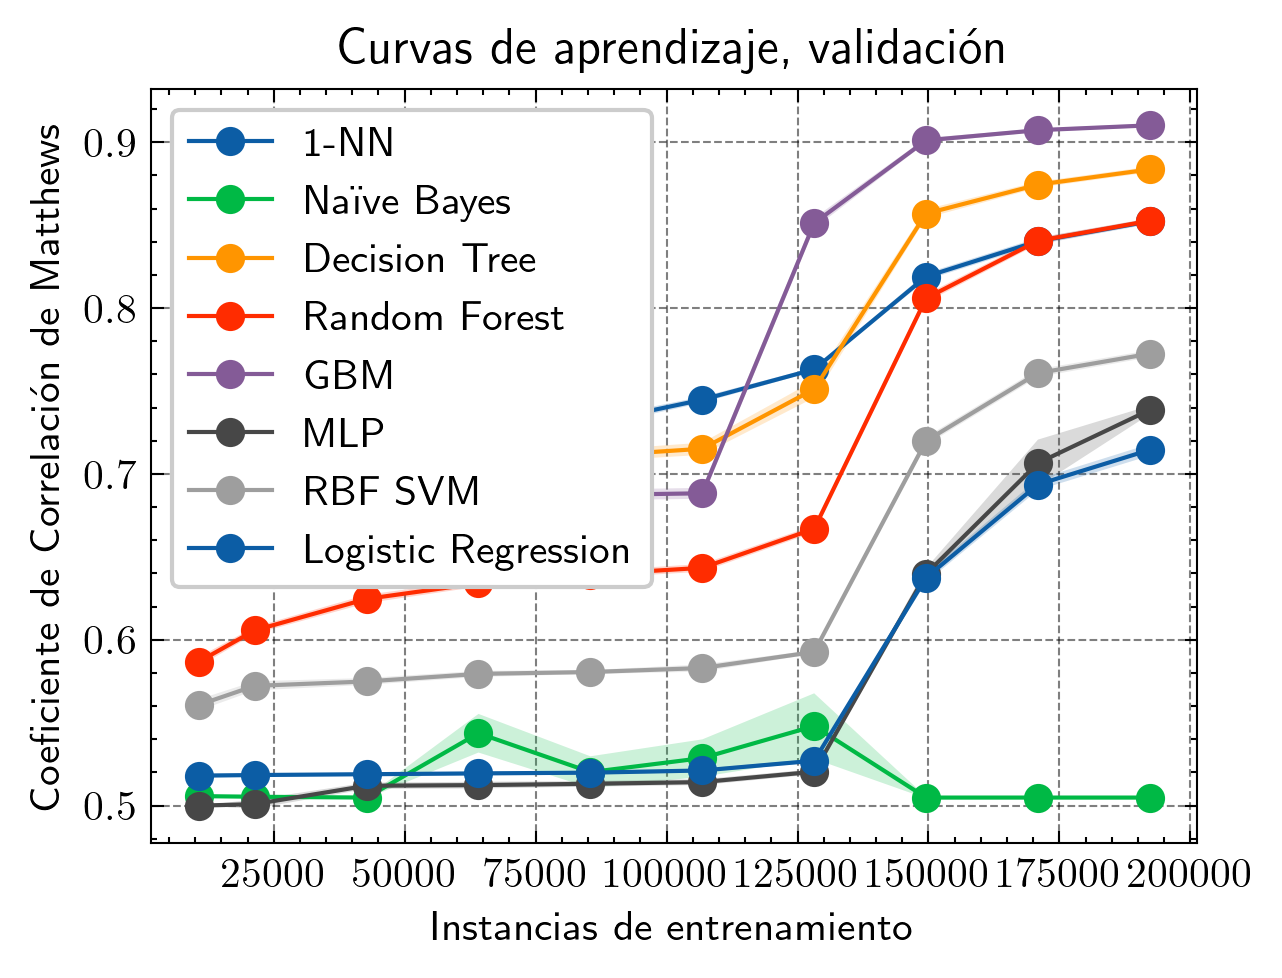 Curvas de aprendizaje, validación
Coeficiente de Correlación de Matthews
0.9
0.8
0.7
0.6
0.5
1-NN
Naïve Bayes
Decision Tree
Random Forest
GBM
MLP
RBF SVM
Logistic Regression
25000 50000 75000 100000 125000 150000 175000 200000
Instancias de entrenamiento